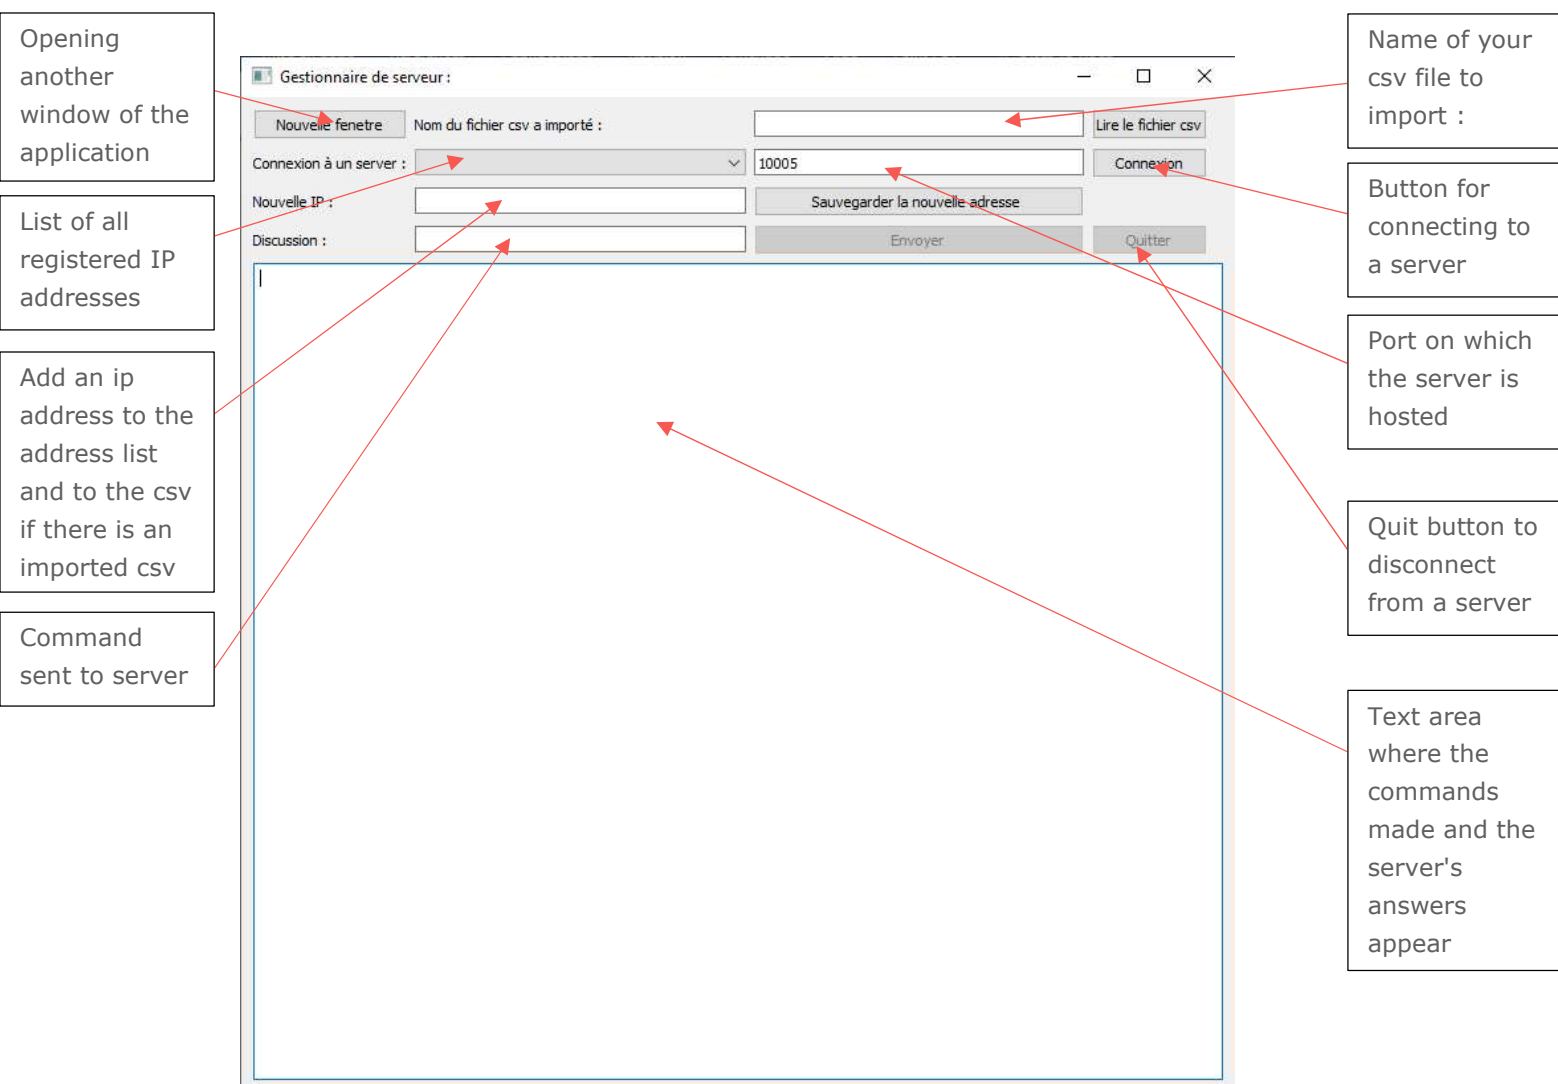 Opening
another
window of the
application
List of all
registered IP
addresses
Add an ip
address to the
address list
and to the csv
if there is an
imported csv
Command
sent to server
Gestionnaire de serveur :
Nouvelle fenetre
Nom du fichier csv a importé :
Lire le fichier csv
Connexion à un server :
10005
Connexion
Nouvelle IP :
Sauvegarder la nouvelle adresse
Discussion :
Envoyer
Quitter
Name of your
csv file to
import :
Button for
connecting to
a server
Port on which
the server is
hosted
Quit button to
disconnect
from a server
Text area
where the
commands
made and the
server's
answers
appear